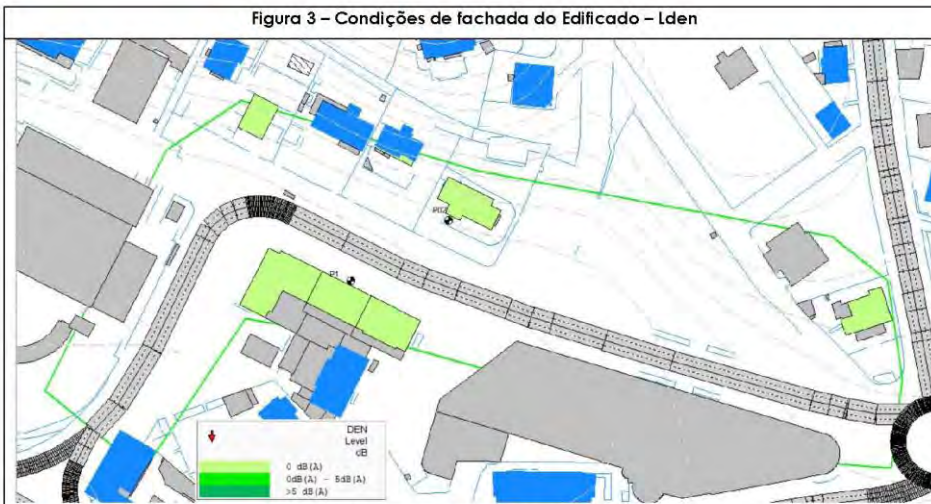 Figura 3 – Condições de fachada do Edificado – Lden
P1
DEN
Level
dB
0 dB(A)
0dB(A) - 5dB(A)
>5 dB(A)